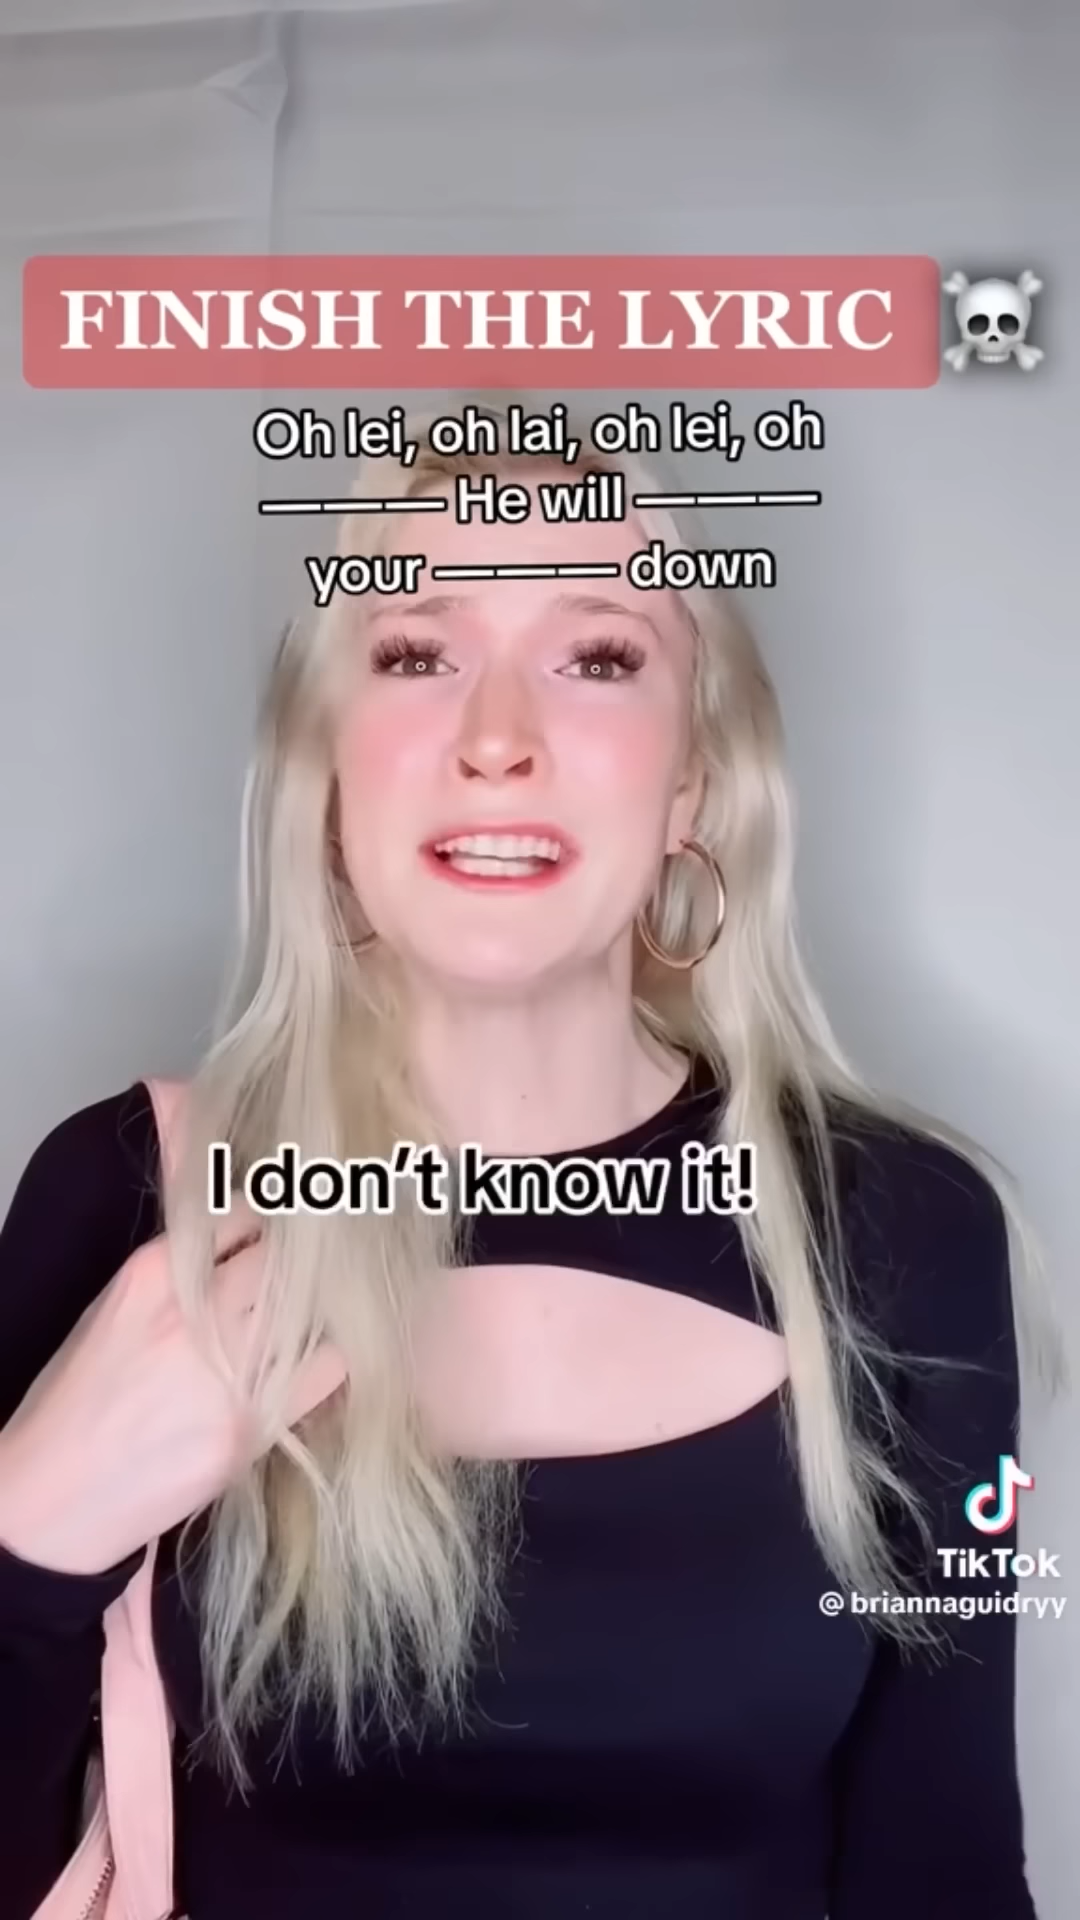 FINISH THE LYRIC
Oh lei, oh lai, oh lei, oh
———— He will ————
your ———— down
I don't know it!
TikTok
@briannaguidryy